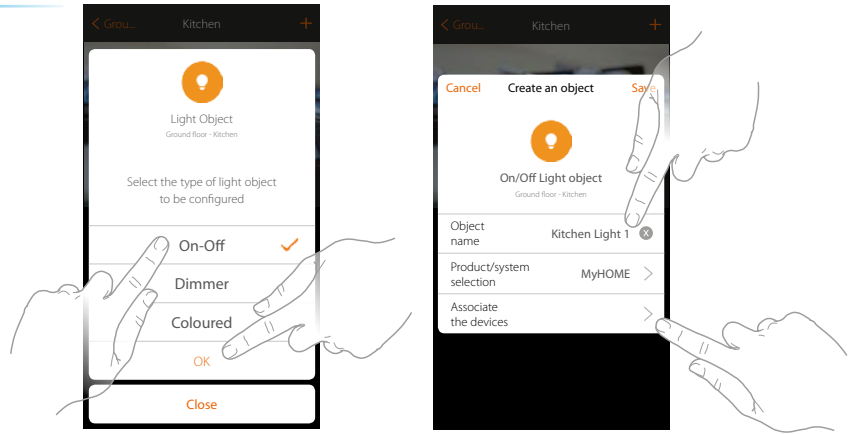 < Grou... Kitchen +
Light Object
Ground floor - Kitchen
Select the type of light object
to be configured
On-Off
Dimmer
Coloured
OK
Close
< Grou... Kitchen +
Cancel Create an object Save
On/Off Light object
Ground floor - Kitchen
Object
name
Kitchen Light 1
Product/system
selection
MyHOME >
Associate
the devices
>